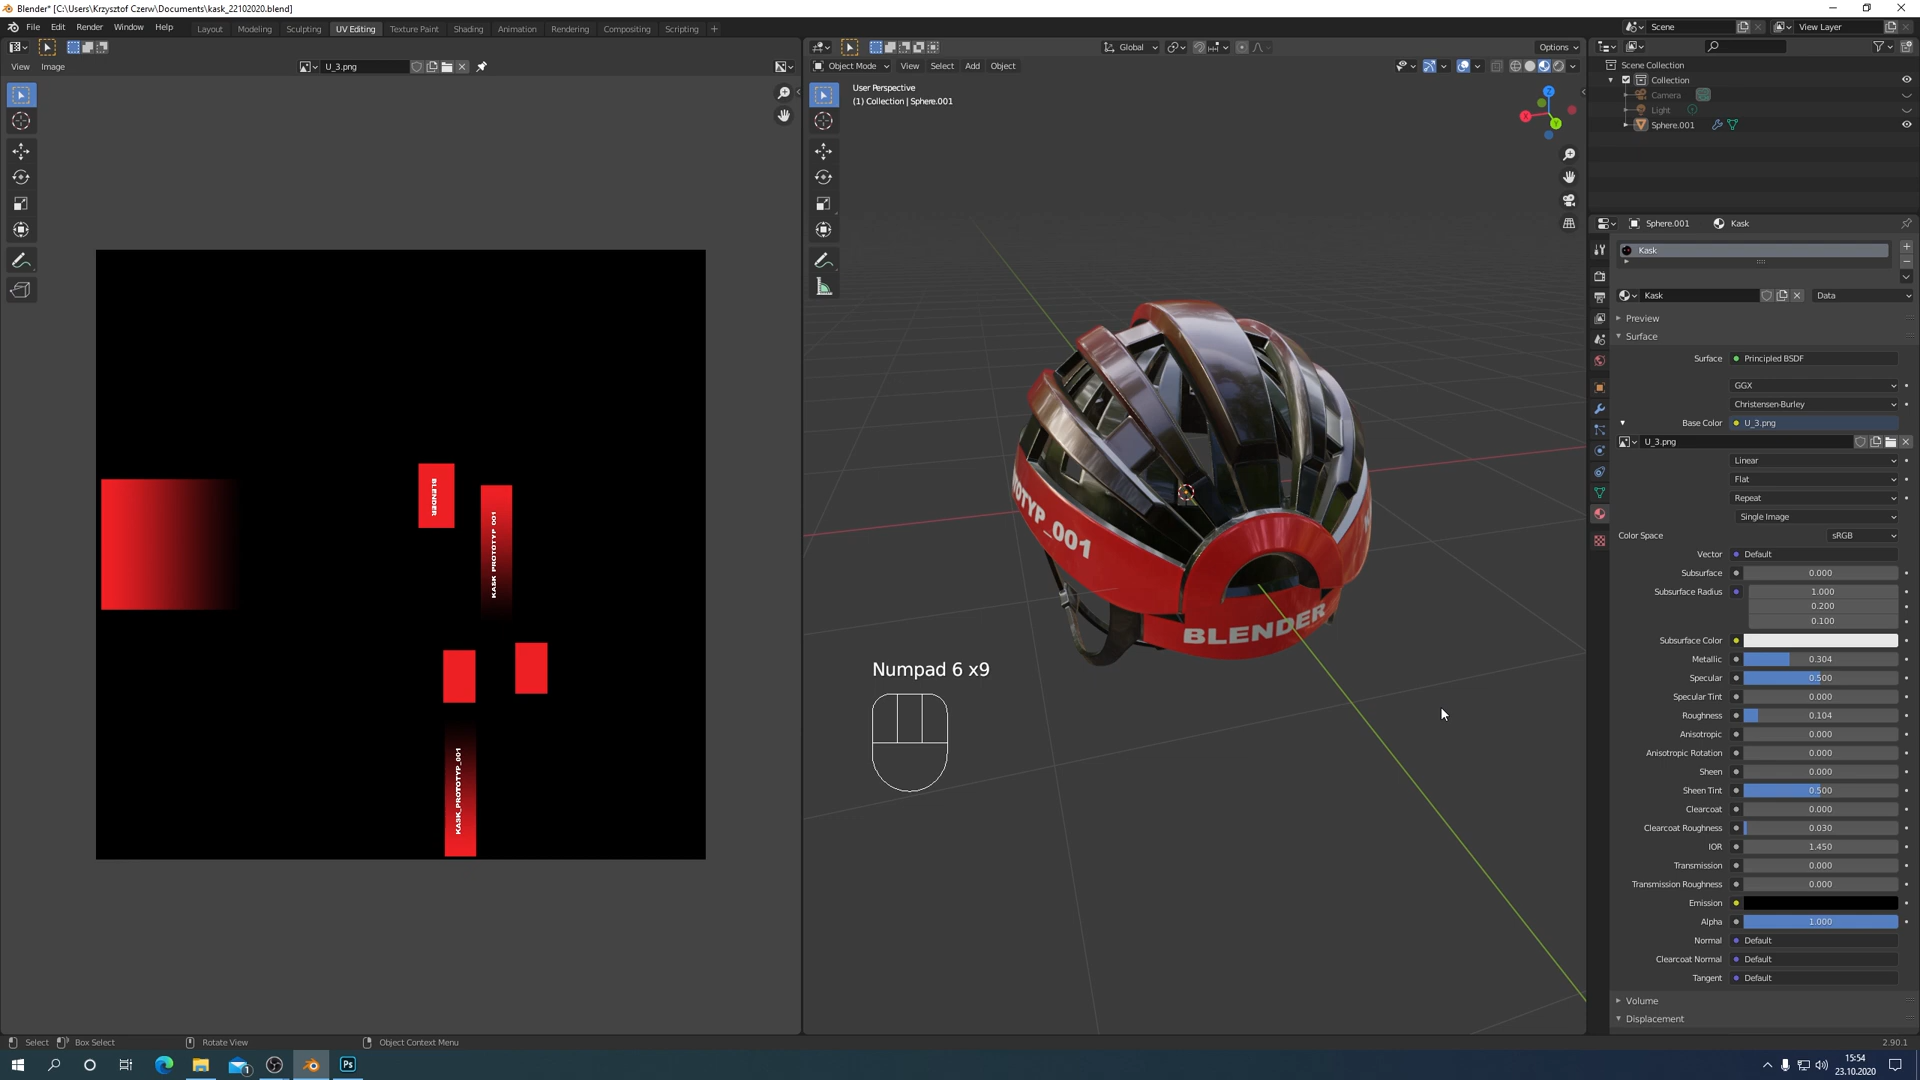 Blender* [C:\Users\Krzysztof Czerw\Documents\kask_22102020.blend]
File Edit Render Window Help
Layout Modeling Sculpting UV Editing Texture Paint Shading Animation Rendering Compositing Scripting +
Scene
View Layer
Global
Options
View Image
U_3.png
Object Mode View Select Add Object
User Perspective
(1) Collection | Sphere.001
Z
X
Y
Scene Collection
Collection
Camera
Light
Sphere.001
Sphere.001 Kask
Kask
Kask Data
Preview
Surface
Surface Principled BSDF
GGX
Christensen-Burley
Base Color U_3.png
U_3.png
Linear
Flat
Repeat
Single Image
Color Space sRGB
Vector Default
Subsurface 0.000
Subsurface Radius 1.000
0.200
0.100
Subsurface Color
Metallic 0.304
Specular 0.500
Specular Tint 0.000
Roughness 0.104
Anisotropic 0.000
Anisotropic Rotation 0.000
Sheen 0.000
Sheen Tint 0.500
Clearcoat 0.000
Clearcoat Roughness 0.030
IOR 1.450
Transmission 0.000
Transmission Roughness 0.000
Emission
Alpha 1.000
Normal Default
Clearcoat Normal Default
Tangent Default
Volume
Displacement
BLENDER
KASK_PROTOTYP_001
KASK_PROTOTYP_001
OTYP_001
BLENDER
Numpad 6 x9
Select Box Select Rotate View Object Context Menu
2.90.1
1
Ps
15:54
23.10.2020